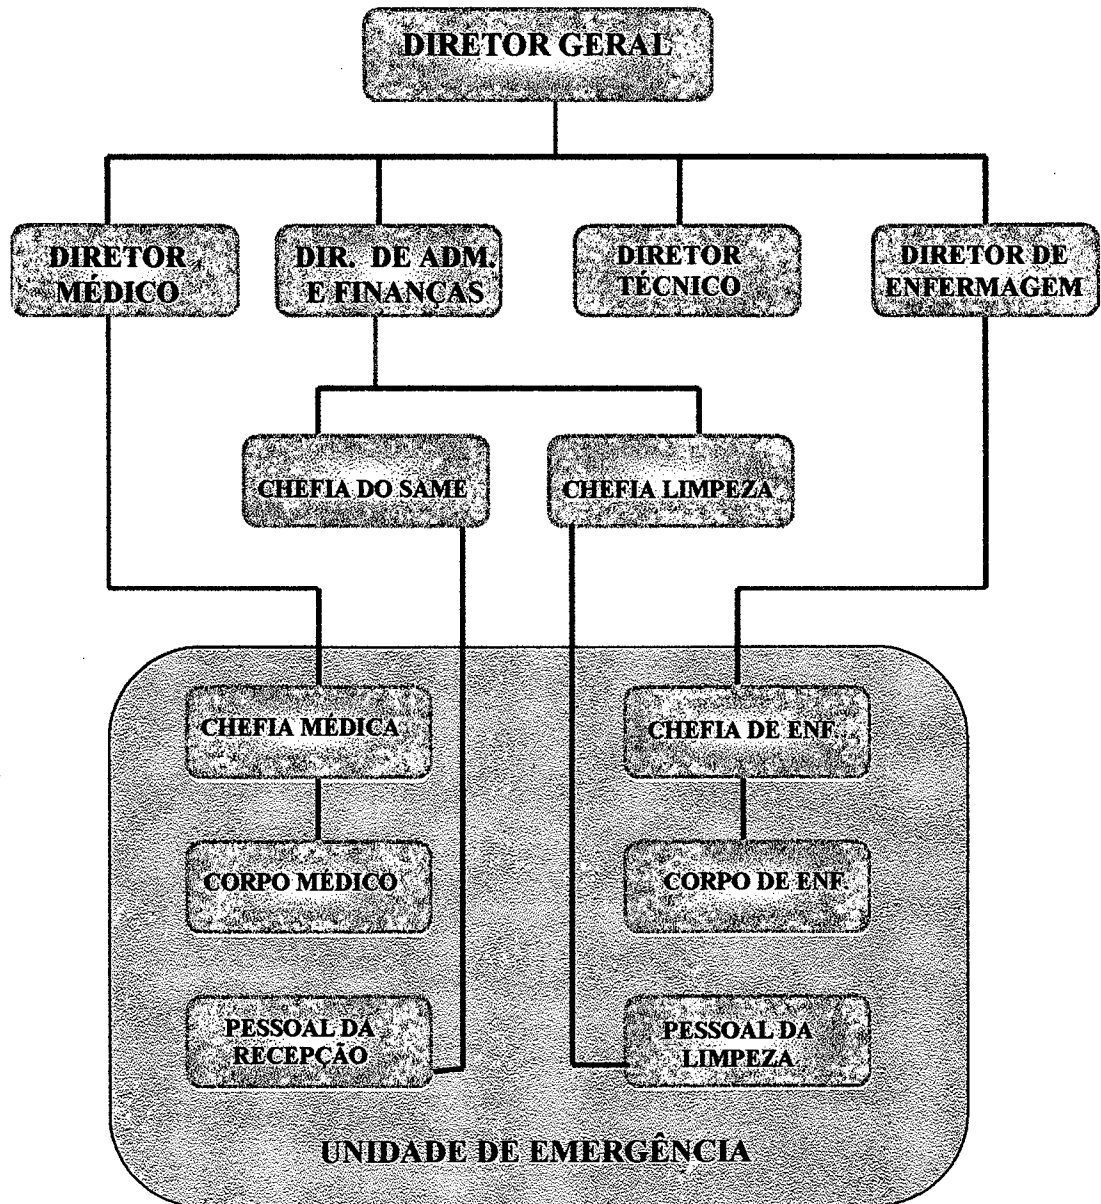 DIRETOR GERAL
DIRETOR
MÉDICO
DIR. DE ADM.
E FINANÇAS
DIRETOR
TÉCNICO
DIRETOR DE
ENFERMAGEM
CHEFIA DO SAME
CHEFIA LIMPEZA
CHEFIA MÉDICA
CHEFIA DE ENF.
CORPO MÉDICO
CORPO DE ENF.
PESSOAL DA
RECEPÇÃO
PESSOAL DA
LIMPEZA
UNIDADE DE EMERGÊNCIA